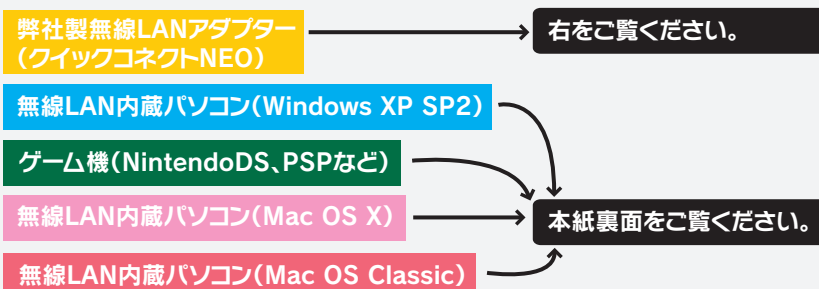 弊社製無線LANアダプター
(クイックコネクトNEO)
右をご覧ください。
無線LAN内蔵パソコン(Windows XP SP2)
ゲーム機(NintendoDS、PSPなど)
無線LAN内蔵パソコン(Mac OS X)
本紙裏面をご覧ください。
無線LAN内蔵パソコン(Mac OS Classic)